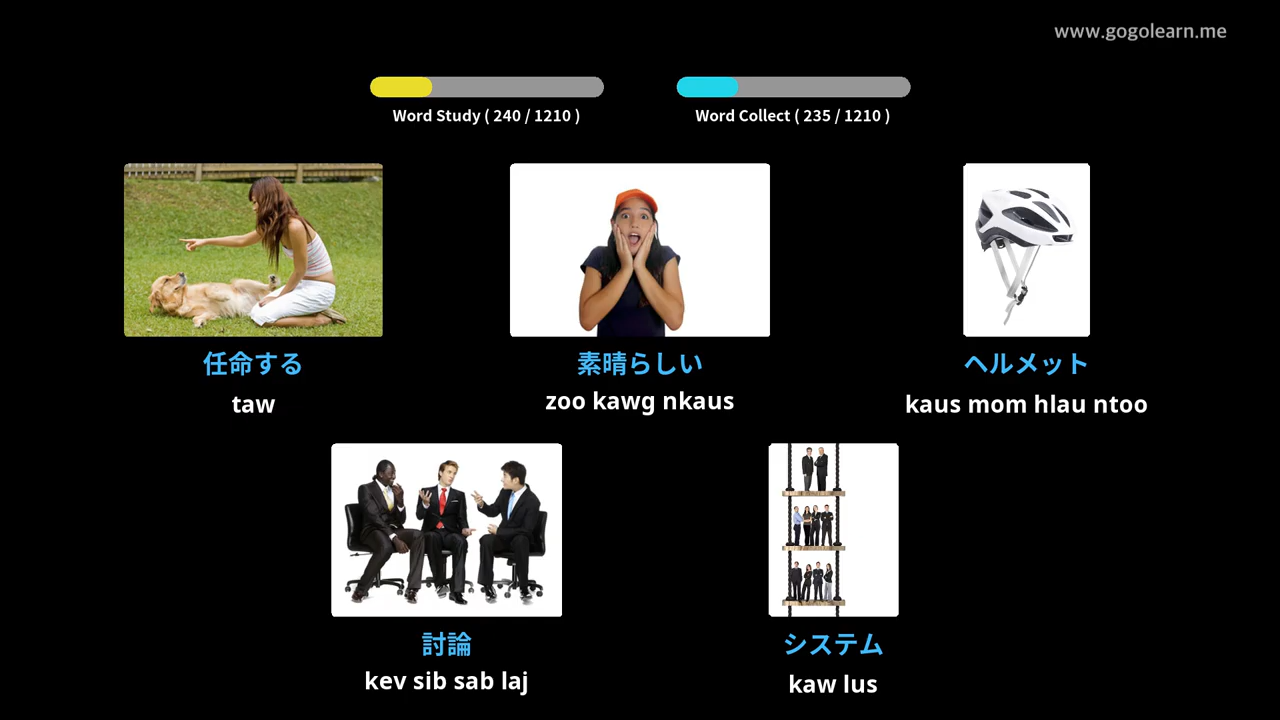 www.gogolearn.me
Word Study ( 240 / 1210 )
Word Collect ( 235 / 1210 )
任命する
taw
素晴らしい
zoo kawg nkaus
ヘルメット
kaus mom hlau ntoo
討論
kev sib sab laj
システム
kaw lus